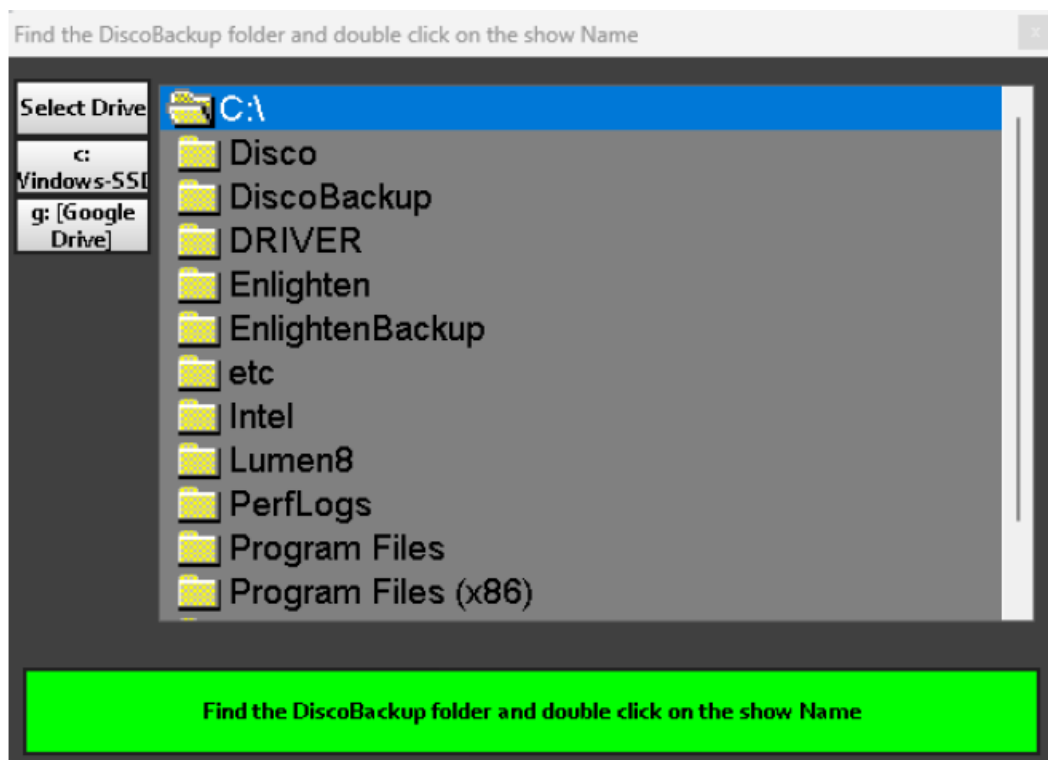 Find the DiscoBackup folder and double click on the show Name
x
Select Drive
c:
Windows-SSD
g: [Google
Drive]
C:\
Disco
DiscoBackup
DRIVER
Enlighten
EnlightenBackup
etc
Intel
Lumen8
PerfLogs
Program Files
Program Files (x86)
Find the DiscoBackup folder and double click on the show Name